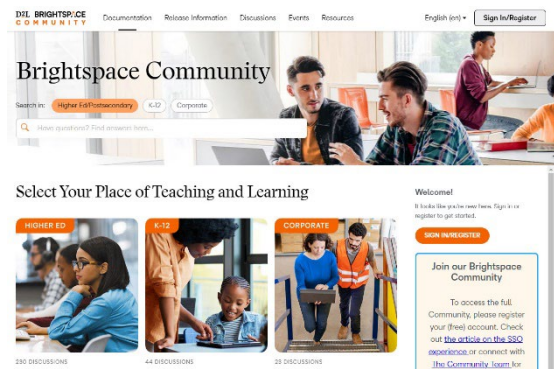 D2L BRIGHTSPACE
COMMUNITY
Documentation
Release Information
Discussions
Events
Resources
English (en)
Sign In/Register
Brightspace Community
Search in:
Higher Ed/Postsecondary
K-12
Corporate
Have questions? Find answers here...
Select Your Place of Teaching and Learning
HIGHER ED
K-12
CORPORATE
230 DISCUSSIONS
44 DISCUSSIONS
23 DISCUSSIONS
Welcome!
It looks like you're new here. Sign in or
register to get started.
SIGN IN/REGISTER
Join our Brightspace
Community
To access the full
Community, please register
your (free) account. Check
out the article on the SSO
experience or connect with
The Community Team for